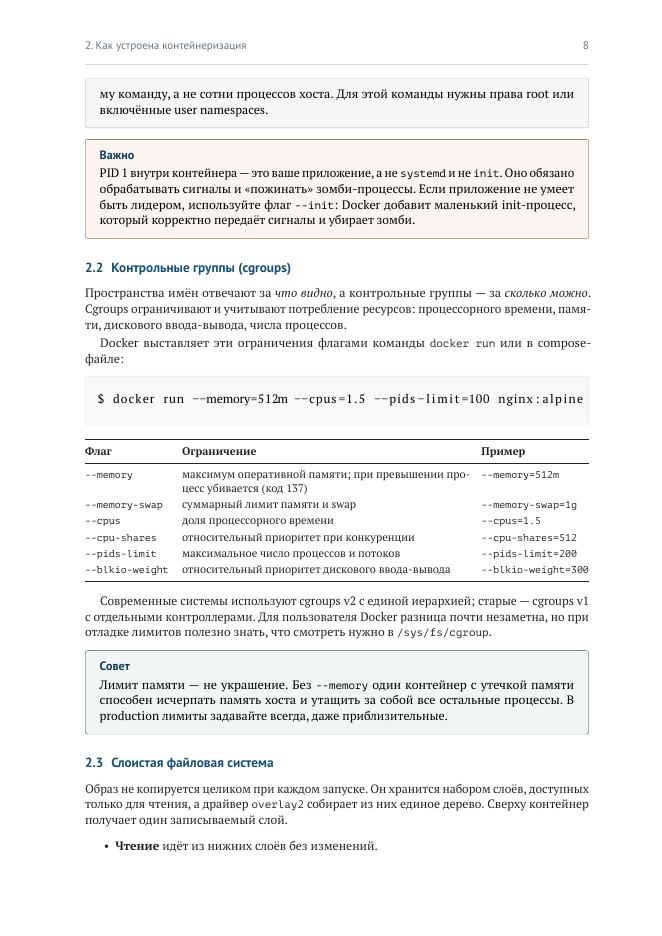 2. Как устроена контейнеризация 8
му команду, а не сотни процессов хоста. Для этой команды нужны права root или
включённые user namespaces.
Важно
PID 1 внутри контейнера — это ваше приложение, а не systemd и не init. Оно обязано
обрабатывать сигналы и «пожинать» зомби-процессы. Если приложение не умеет
быть лидером, используйте флаг --init: Docker добавит маленький init-процесс,
который корректно передаёт сигналы и убирает зомби.
2.2 Контрольные группы (cgroups)
Пространства имён отвечают за что видно, а контрольные группы — за сколько можно.
Cgroups ограничивают и учитывают потребление ресурсов: процессорного времени, памя-
ти, дискового ввода-вывода, числа процессов.
Docker выставляет эти ограничения флагами команды docker run или в compose-
файле:
$ docker run --memory=512m --cpus=1.5 --pids-limit=100 nginx:alpine
Флаг Ограничение Пример
--memory максимум оперативной памяти; при превышении про- --memory=512m
цесс убивается (код 137)
--memory-swap суммарный лимит памяти и swap --memory-swap=1g
--cpus доля процессорного времени --cpus=1.5
--cpu-shares относительный приоритет при конкуренции --cpu-shares=512
--pids-limit максимальное число процессов и потоков --pids-limit=200
--blkio-weight относительный приоритет дискового ввода-вывода --blkio-weight=300
Современные системы используют cgroups v2 с единой иерархией; старые — cgroups v1
с отдельными контроллерами. Для пользователя Docker разница почти незаметна, но при
отладке лимитов полезно знать, что смотреть нужно в /sys/fs/cgroup.
Совет
Лимит памяти — не украшение. Без --memory один контейнер с утечкой памяти
способен исчерпать память хоста и утащить за собой все остальные процессы. В
production лимиты задавайте всегда, даже приблизительные.
2.3 Слоистая файловая система
Образ не копируется целиком при каждом запуске. Он хранится набором слоёв, доступных
только для чтения, а драйвер overlay2 собирает из них единое дерево. Сверху контейнер
получает один записываемый слой.
• Чтение идёт из нижних слоёв без изменений.